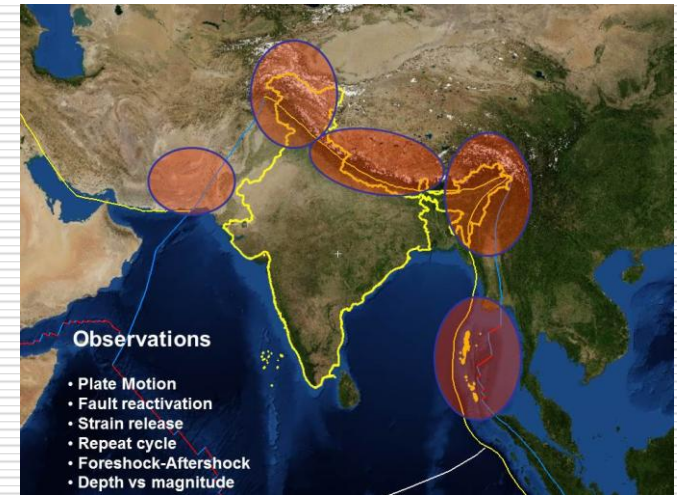 Observations
• Plate Motion
• Fault reactivation
• Strain release
• Repeat cycle
• Foreshock-Aftershock
• Depth vs magnitude